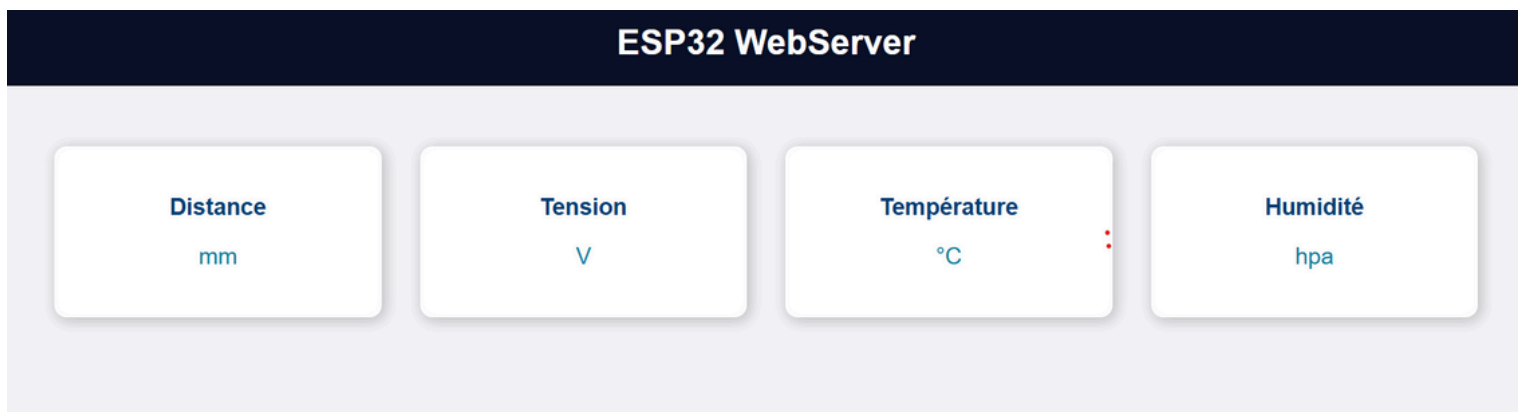 ESP32 WebServer
Distance
mm
Tension
V
Température
°C
Humidité
hpa